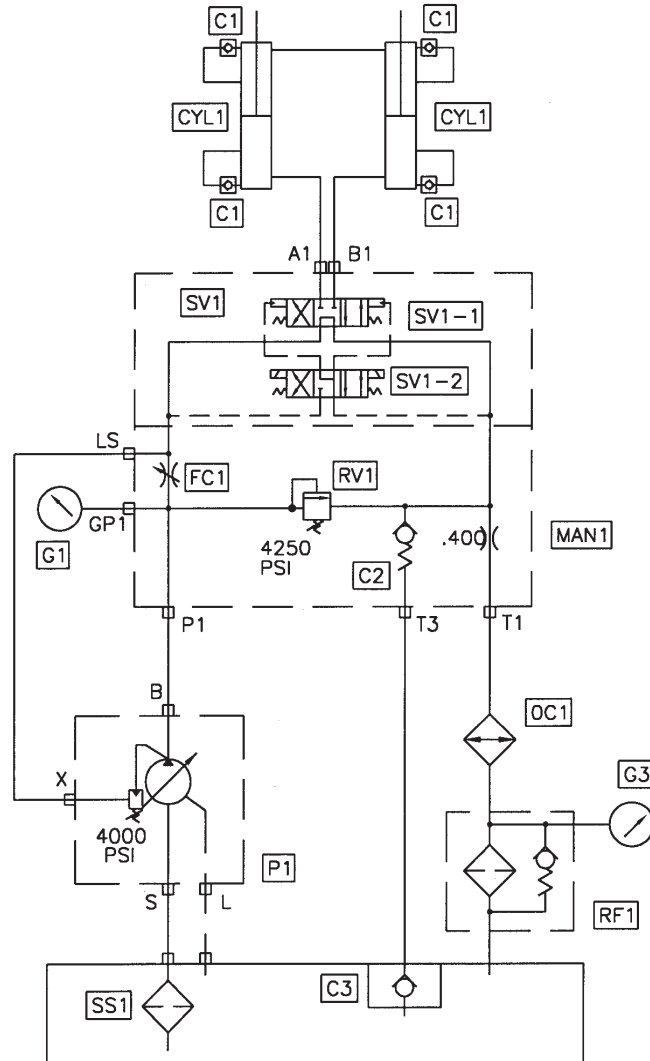 C1
C1
CYL1
CYL1
C1
C1
A1
B1
SV1
SV1-1
SV1-2
LS
FC1
RV1
GP1
G1
4250
PSI
C2
.400
MAN1
P1
T3
T1
B
OC1
X
G3
4000
PSI
P1
S
L
RF1
SS1
C3